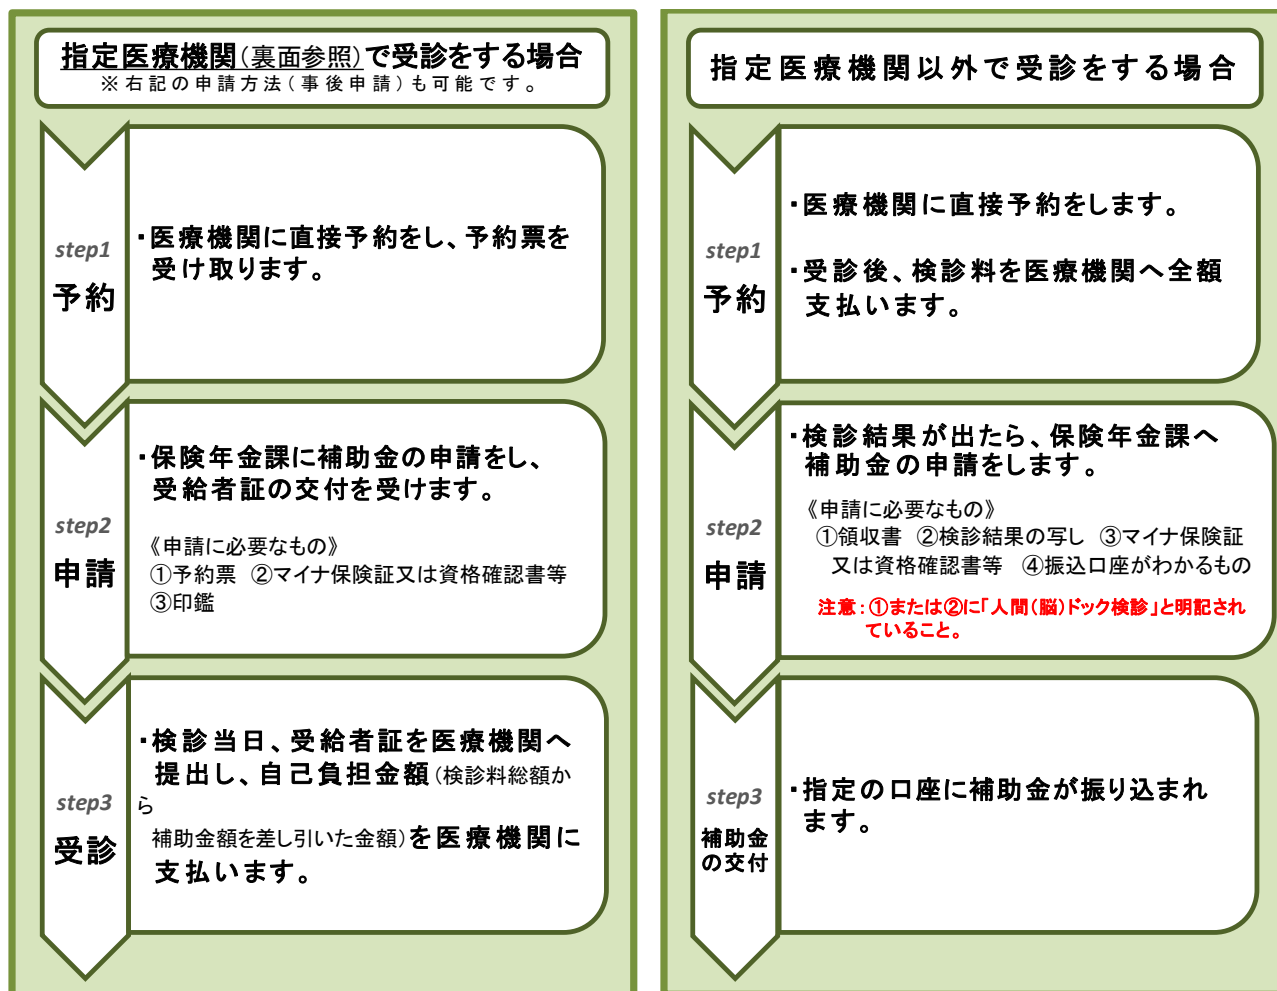 指定医療機関(裏面参照)で受診をする場合
※右記の申請方法(事後申請)も可能です。
step1
予約
・医療機関に直接予約をし、予約票を
受け取ります。
step2
申請
・保険年金課に補助金の申請をし、
受給者証の交付を受けます。
《申請に必要なもの》
①予約票 ②マイナ保険証又は資格確認書等
③印鑑
step3
受診
・検診当日、受給者証を医療機関へ
提出し、自己負担金額(検診料総額か
ら
補助金額を差し引いた金額)を医療機関に
支払います。
指定医療機関以外で受診をする場合
step1
予約
・医療機関に直接予約をします。
・受診後、検診料を医療機関へ全額
支払います。
step2
申請
・検診結果が出たら、保険年金課へ
補助金の申請をします。
《申請に必要なもの》
①領収書 ②検診結果の写し ③マイナ保険証
又は資格確認書等 ④振込口座がわかるもの
注意：①または②に「人間(脳)ドック検診」と明記され
ていること。
step3
補助金
の交付
・指定の口座に補助金が振り込まれ
ます。